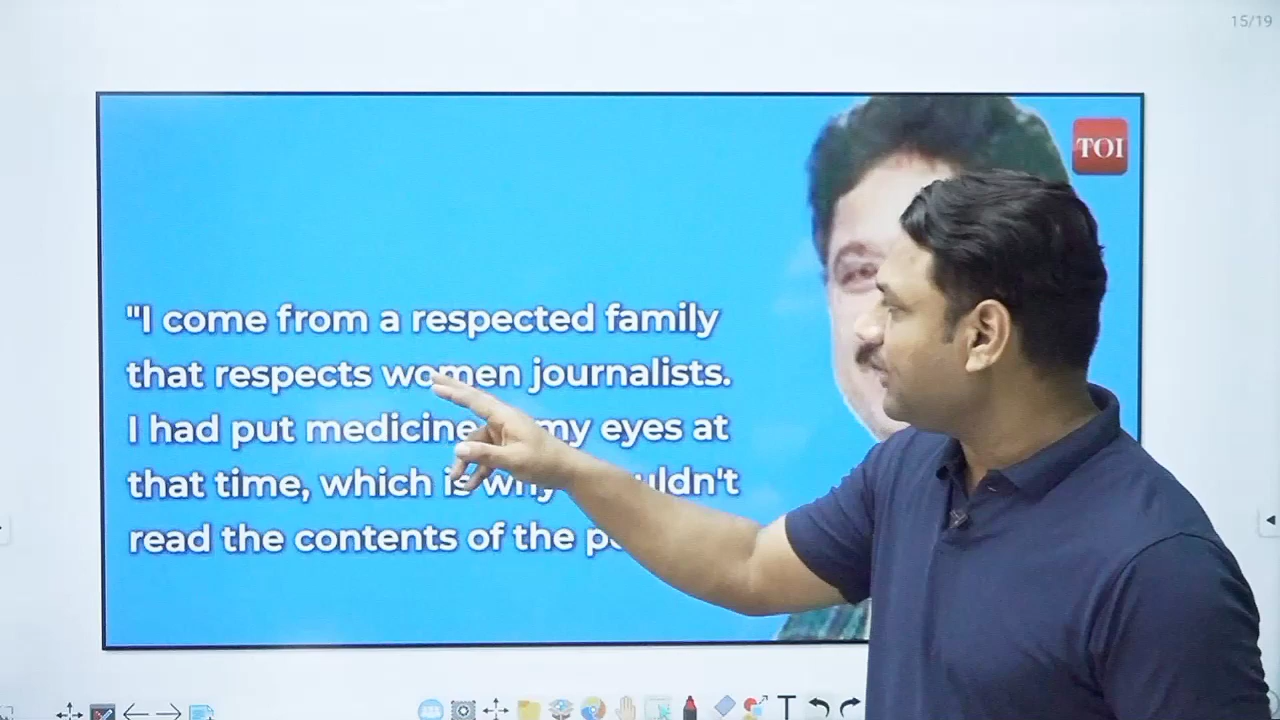 15/19
TOI
"I come from a respected family
that respects women journalists.
I had put medicine my eyes at
that time, which is why
read the contents of the
T